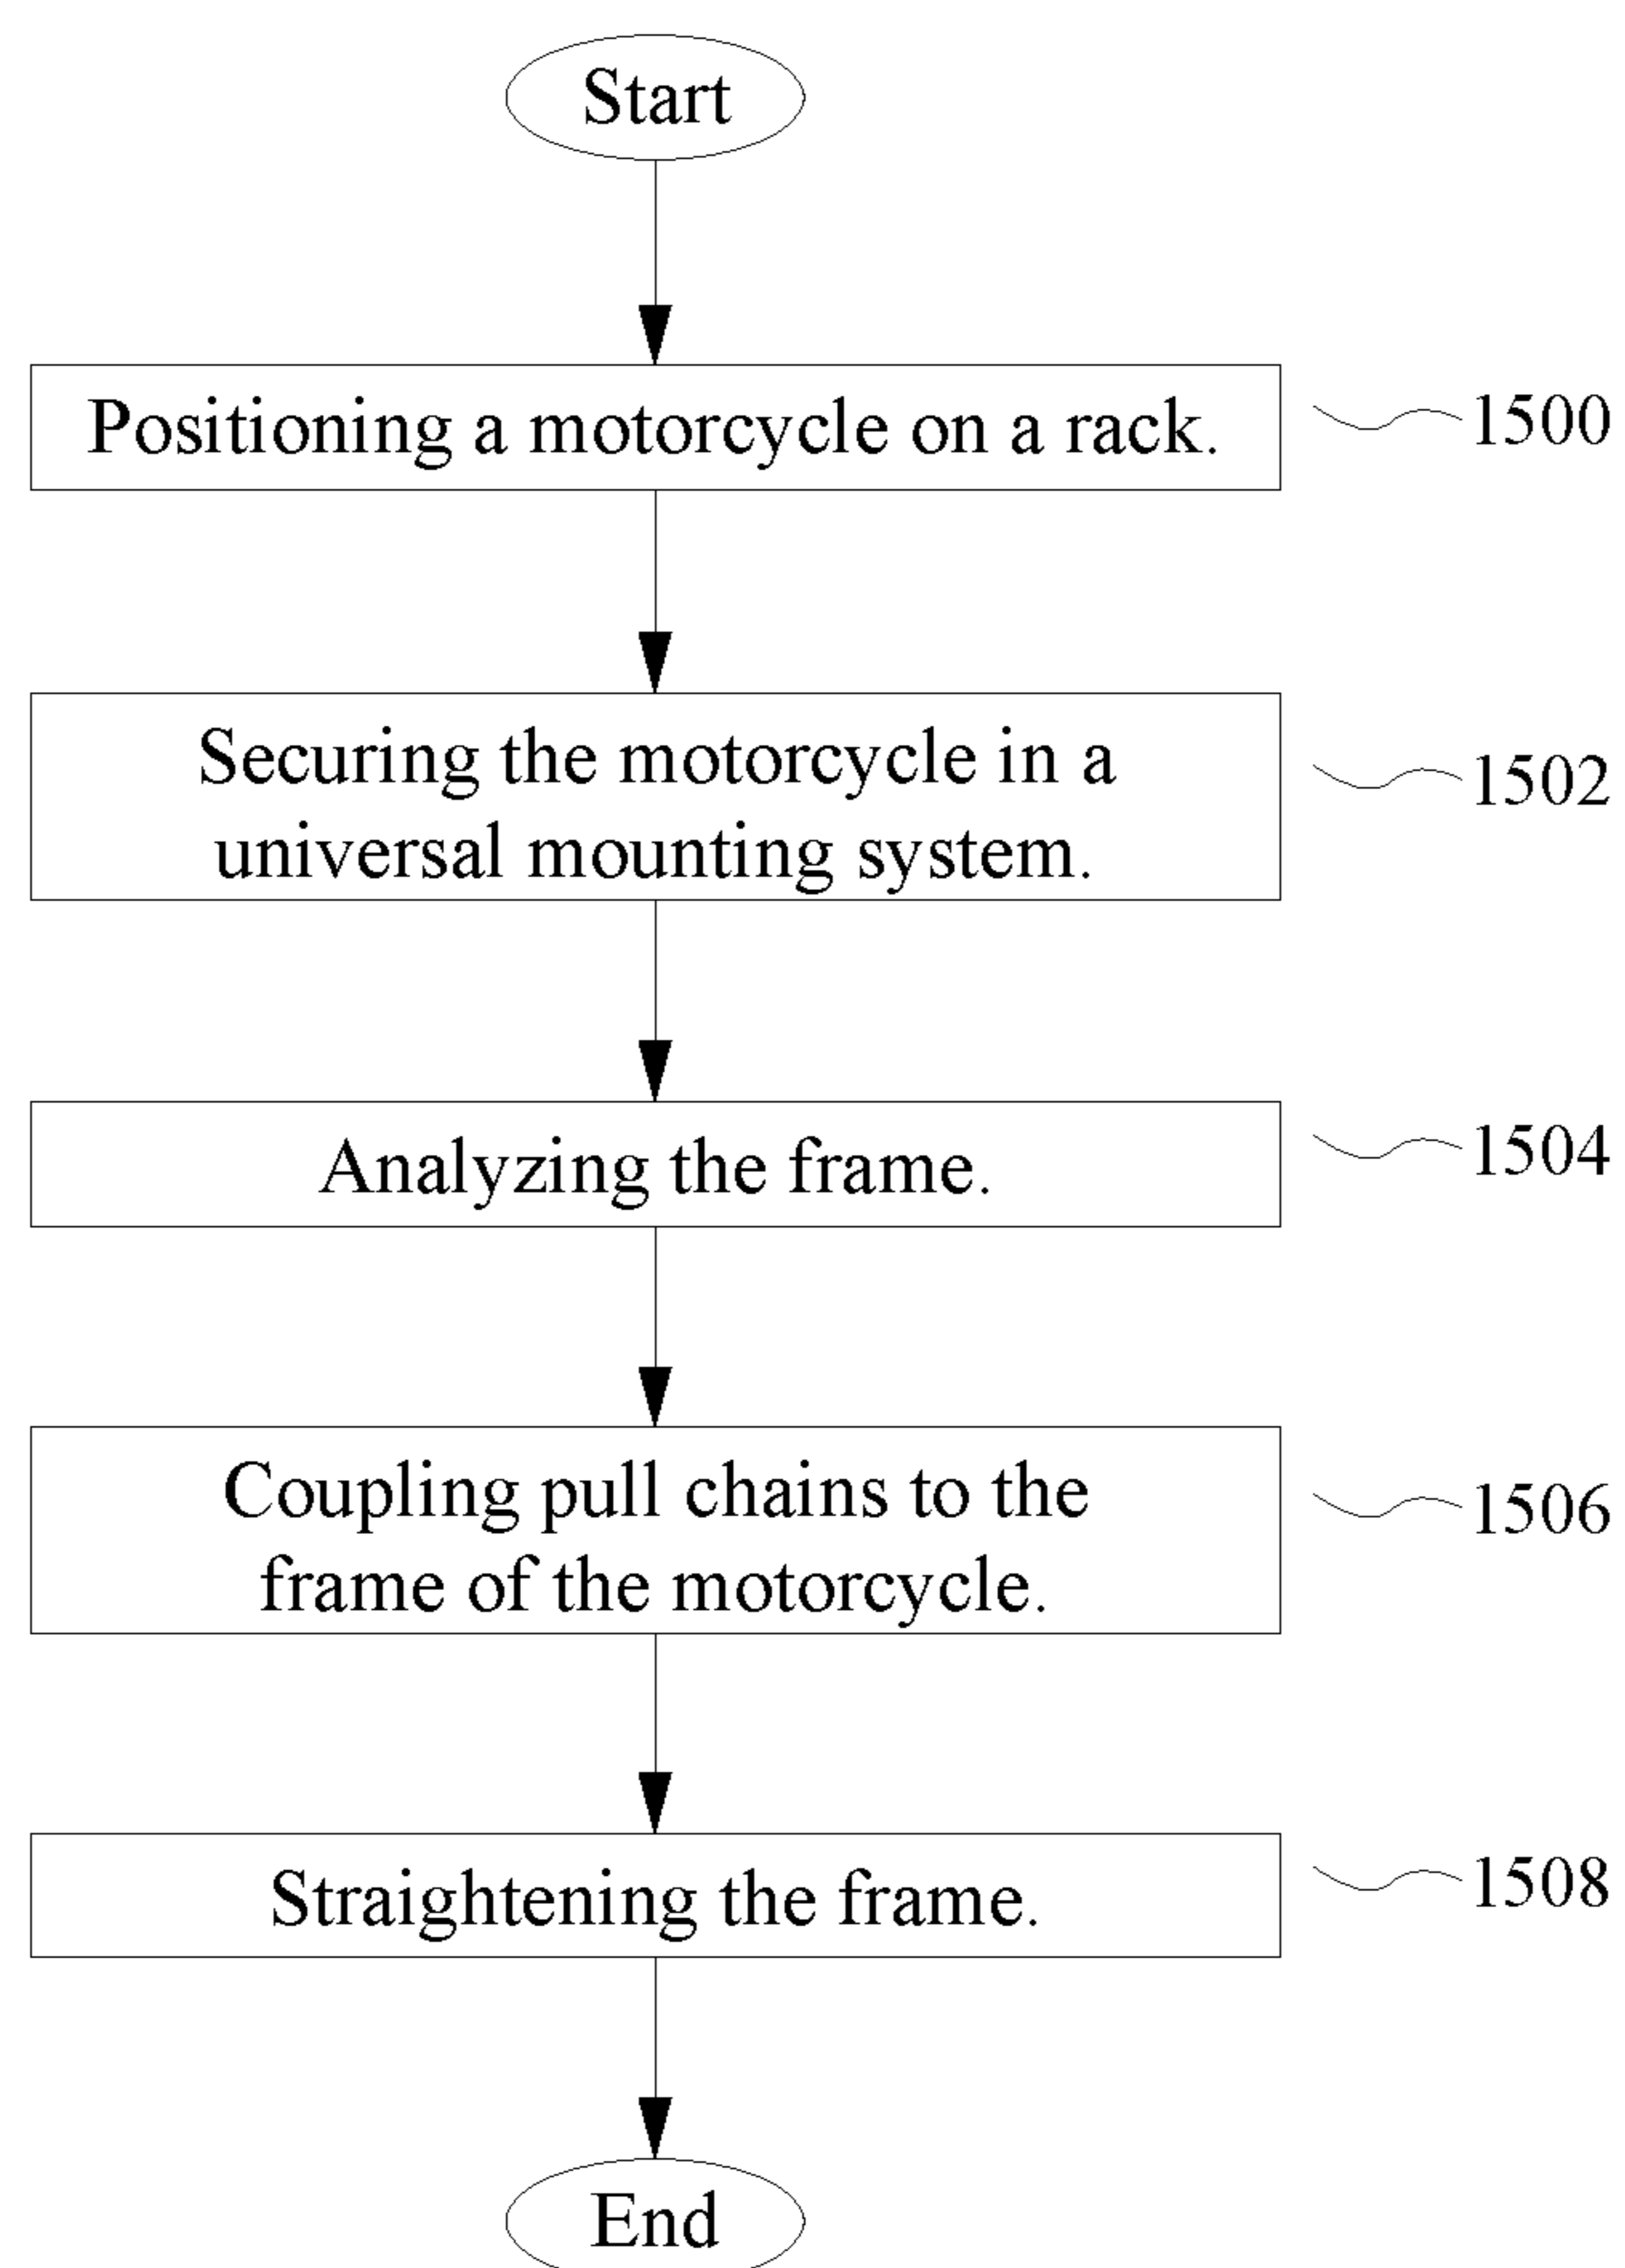 Start
Positioning a motorcycle on a rack.
1500
Securing the motorcycle in a
universal mounting system.
1502
Analyzing the frame.
1504
Coupling pull chains to the
frame of the motorcycle.
1506
Straightening the frame.
1508
End